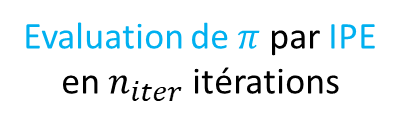 Evaluation de π par IPE
en n_iter itérations